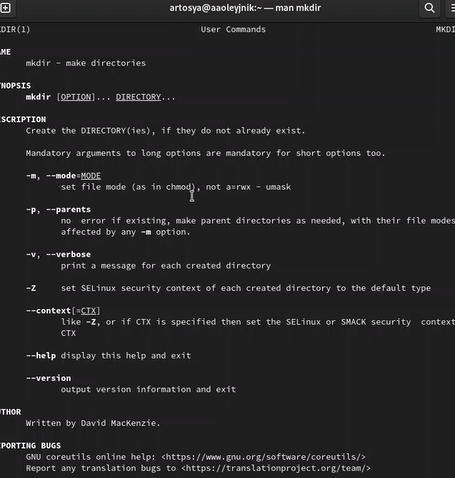 artosya@aaoleyjnik:~ — man mkdir
KDIR(1) User Commands MKDI
AME
mkdir - make directories
YNOPSIS
mkdir [OPTION]... DIRECTORY...
ESCRIPTION
Create the DIRECTORY(ies), if they do not already exist.
Mandatory arguments to long options are mandatory for short options too.
-m, --mode=MODE
set file mode (as in chmod), not a=rwx - umask
-p, --parents
no error if existing, make parent directories as needed, with their file modes
affected by any -m option.
-v, --verbose
print a message for each created directory
-Z set SELinux security context of each created directory to the default type
--context[=CTX]
like -Z, or if CTX is specified then set the SELinux or SMACK security context
CTX
--help display this help and exit
--version
output version information and exit
UTHOR
Written by David MacKenzie.
EPORTING BUGS
GNU coreutils online help: <https://www.gnu.org/software/coreutils/>
Report any translation bugs to <https://translationproject.org/team/>